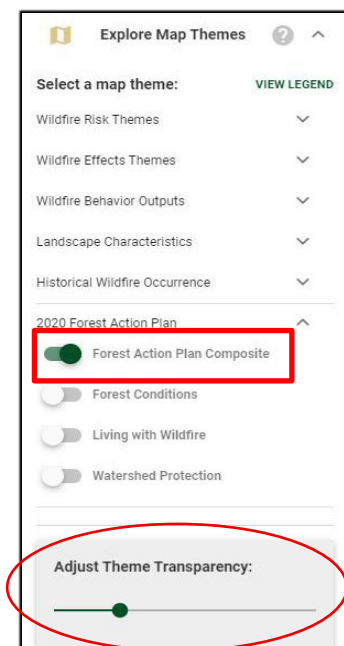 Explore Map Themes ?
Select a map theme: VIEW LEGEND
Wildfire Risk Themes
Wildfire Effects Themes
Wildfire Behavior Outputs
Landscape Characteristics
Historical Wildfire Occurrence
2020 Forest Action Plan
Forest Action Plan Composite
Forest Conditions
Living with Wildfire
Watershed Protection
Adjust Theme Transparency: